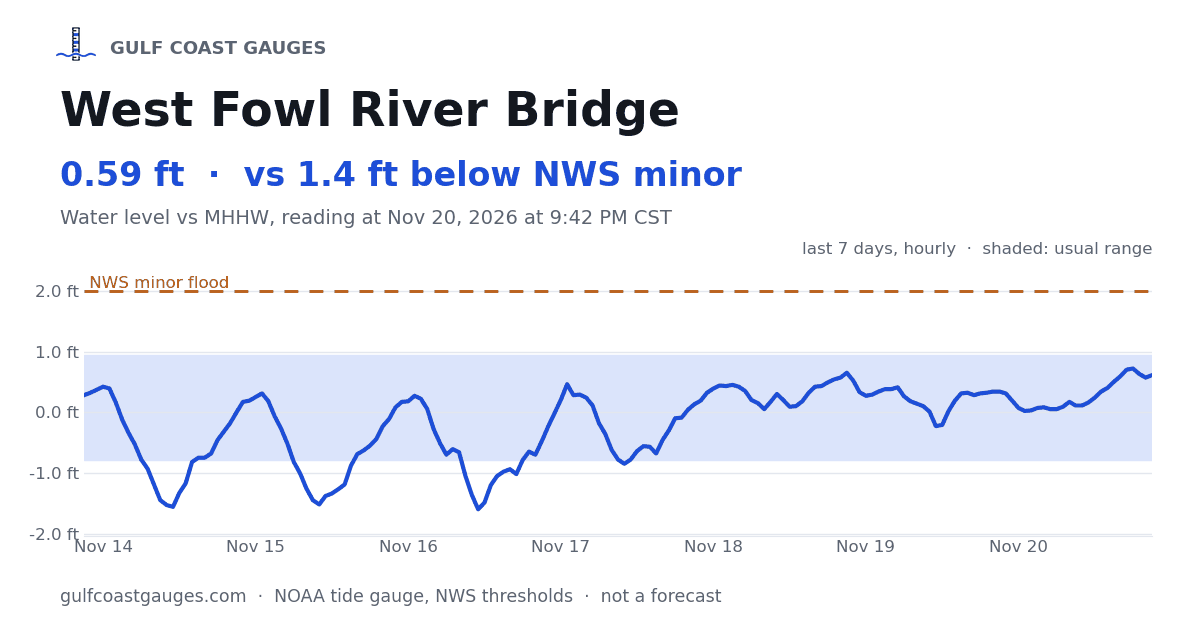 GULF COAST GAUGES
West Fowl River Bridge
0.59 ft · vs 1.4 ft below NWS minor
Water level vs MHHW, reading at Nov 20, 2026 at 9:42 PM CST
last 7 days, hourly · shaded: usual range
NWS minor flood
2.0 ft
1.0 ft
0.0 ft
-1.0 ft
-2.0 ft
Nov 14 Nov 15 Nov 16 Nov 17 Nov 18 Nov 19 Nov 20
gulfcoastgauges.com · NOAA tide gauge, NWS thresholds · not a forecast